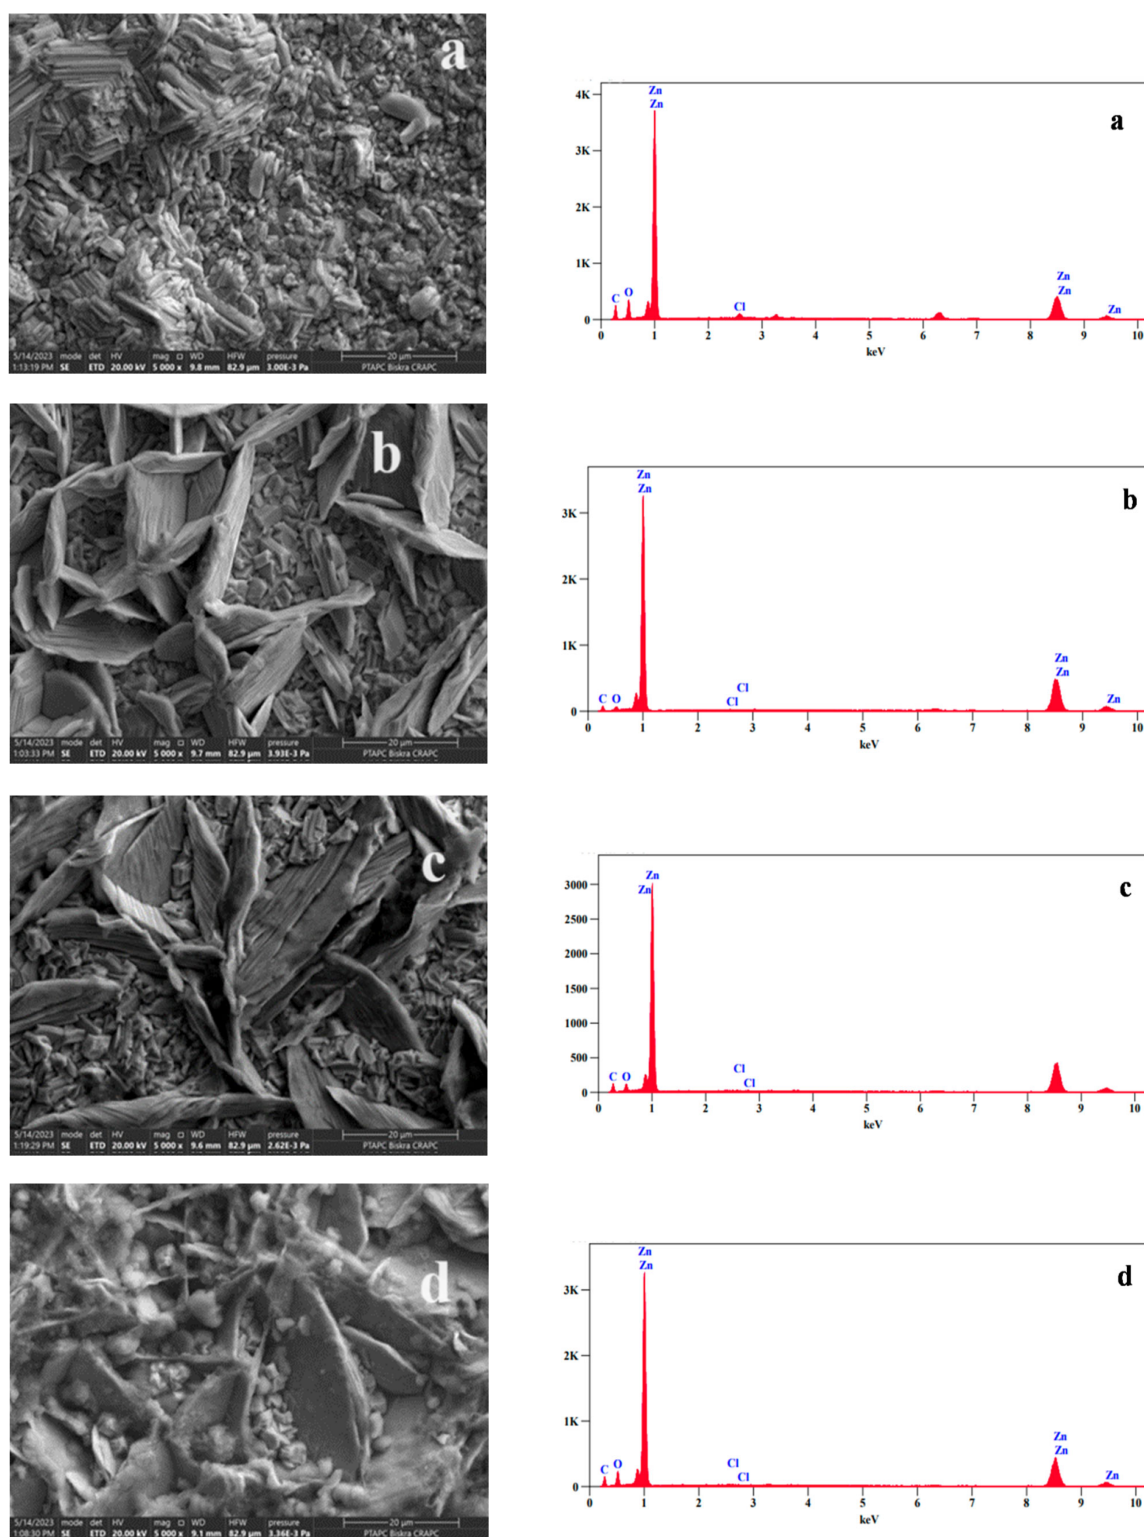 a
5/14/2023 mode det HV mag □ WD HFW pressure 20 µm
1:13:19 PM SE ETD 20.00 kV 5 000 x 9.8 mm 82.9 µm 3.00E-3 Pa PTAPC Biskra CRAPC
a
4K
3K
2K
1K
0
Zn
Zn
C
O
Cl
Zn
Zn
Zn
0 1 2 3 4 5 6 7 8 9 10
keV
b
5/14/2023 mode det HV mag □ WD HFW pressure 20 µm
1:03:33 PM SE ETD 20.00 kV 5 000 x 9.7 mm 82.9 µm 3.93E-3 Pa PTAPC Biskra CRAPC
b
3K
2K
1K
0
Zn
Zn
C
O
Cl
Cl
Zn
Zn
Zn
0 1 2 3 4 5 6 7 8 9 10
keV
c
5/14/2023 mode det HV mag □ WD HFW pressure 20 µm
1:19:29 PM SE ETD 20.00 kV 5 000 x 9.6 mm 82.9 µm 2.62E-3 Pa PTAPC Biskra CRAPC
c
3000
2500
2000
1500
1000
500
0
Zn
Zn
C
O
Cl
Cl
0 1 2 3 4 5 6 7 8 9 10
keV
d
5/14/2023 mode det HV mag □ WD HFW pressure 20 µm
1:08:30 PM SE ETD 20.00 kV 5 000 x 9.1 mm 82.9 µm 3.36E-3 Pa PTAPC Biskra CRAPC
d
3K
2K
1K
0
Zn
Zn
C
O
Cl
Cl
Zn
Zn
Zn
0 1 2 3 4 5 6 7 8 9 10
keV